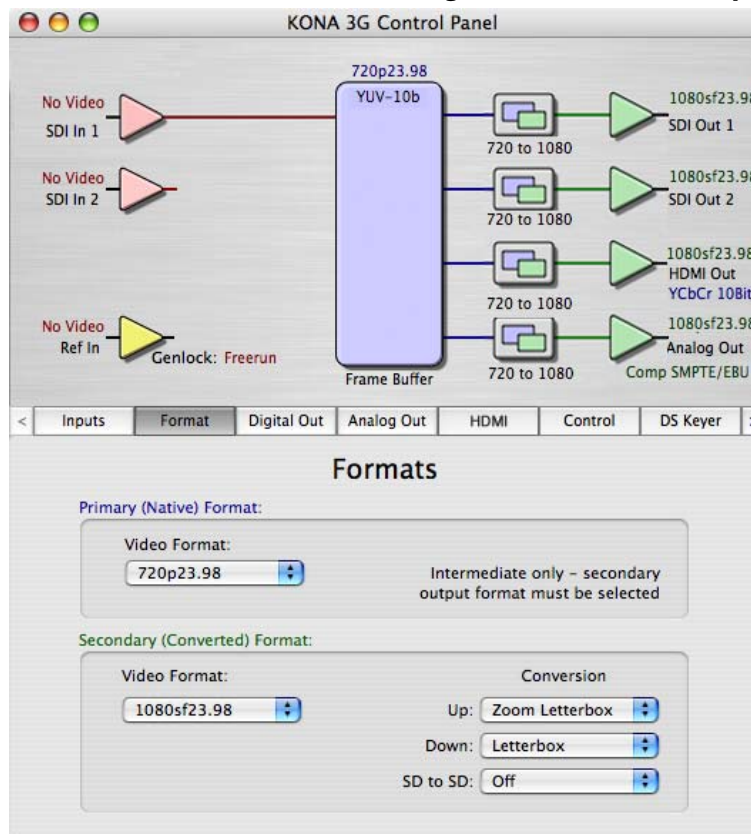 KONA 3G Control Panel
720p23.98
YUV-10b
No Video
SDI In 1
No Video
SDI In 2
No Video
Ref In
Genlock: Freerun
Frame Buffer
720 to 1080
1080sf23.98
SDI Out 1
720 to 1080
1080sf23.98
SDI Out 2
720 to 1080
1080sf23.98
HDMI Out
YCbCr 10Bit
720 to 1080
1080sf23.98
Analog Out
Comp SMPTE/EBU
< Inputs Format Digital Out Analog Out HDMI Control DS Keyer
Formats
Primary (Native) Format:
Video Format:
720p23.98
Intermediate only – secondary
output format must be selected
Secondary (Converted) Format:
Video Format:
1080sf23.98
Conversion
Up: Zoom Letterbox
Down: Letterbox
SD to SD: Off